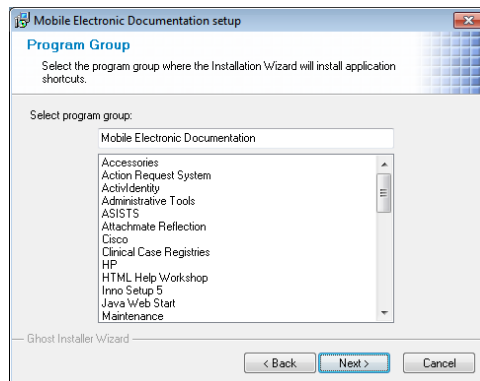 Mobile Electronic Documentation setup
Program Group
Select the program group where the Installation Wizard will install application
shortcuts.
Select program group:
Mobile Electronic Documentation
Accessories
Action Request System
ActivIdentity
Administrative Tools
ASISTS
Attachmate Reflection
Cisco
Clinical Case Registries
HP
HTML Help Workshop
Inno Setup 5
Java Web Start
Maintenance
Ghost Installer Wizard
< Back
Next >
Cancel